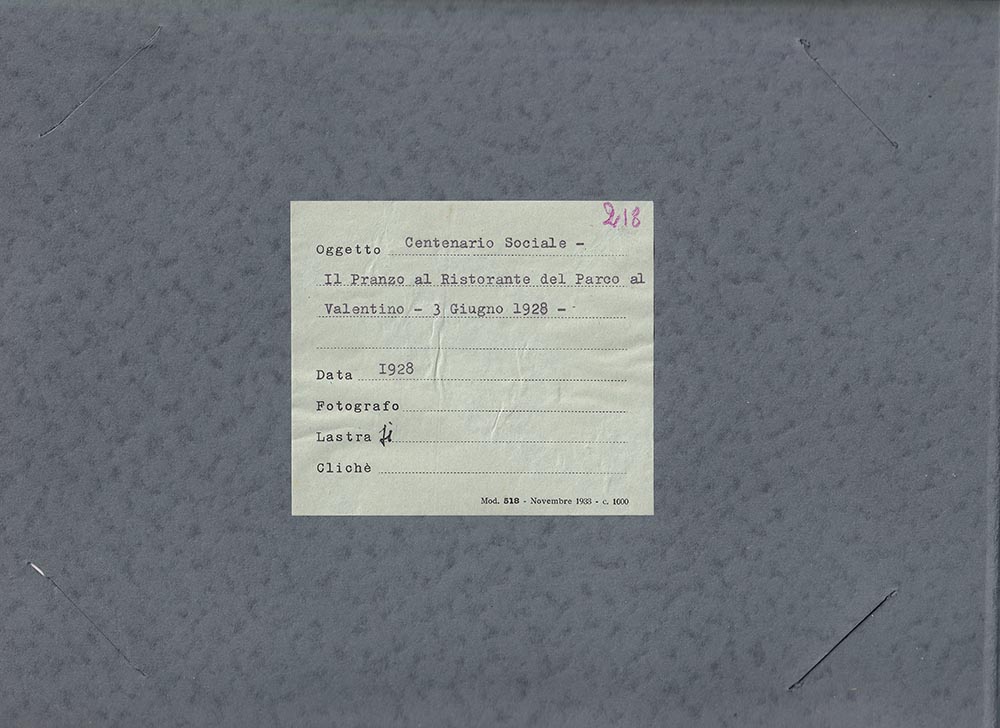 218
Oggetto Centenario Sociale -
Il Pranzo al Ristorante del Parco al
Valentino - 3 Giugno 1928 -
Data 1928
Fotografo
Lastra sì
Clichè
Mod. 518 - Novembre 1933 - c. 1000